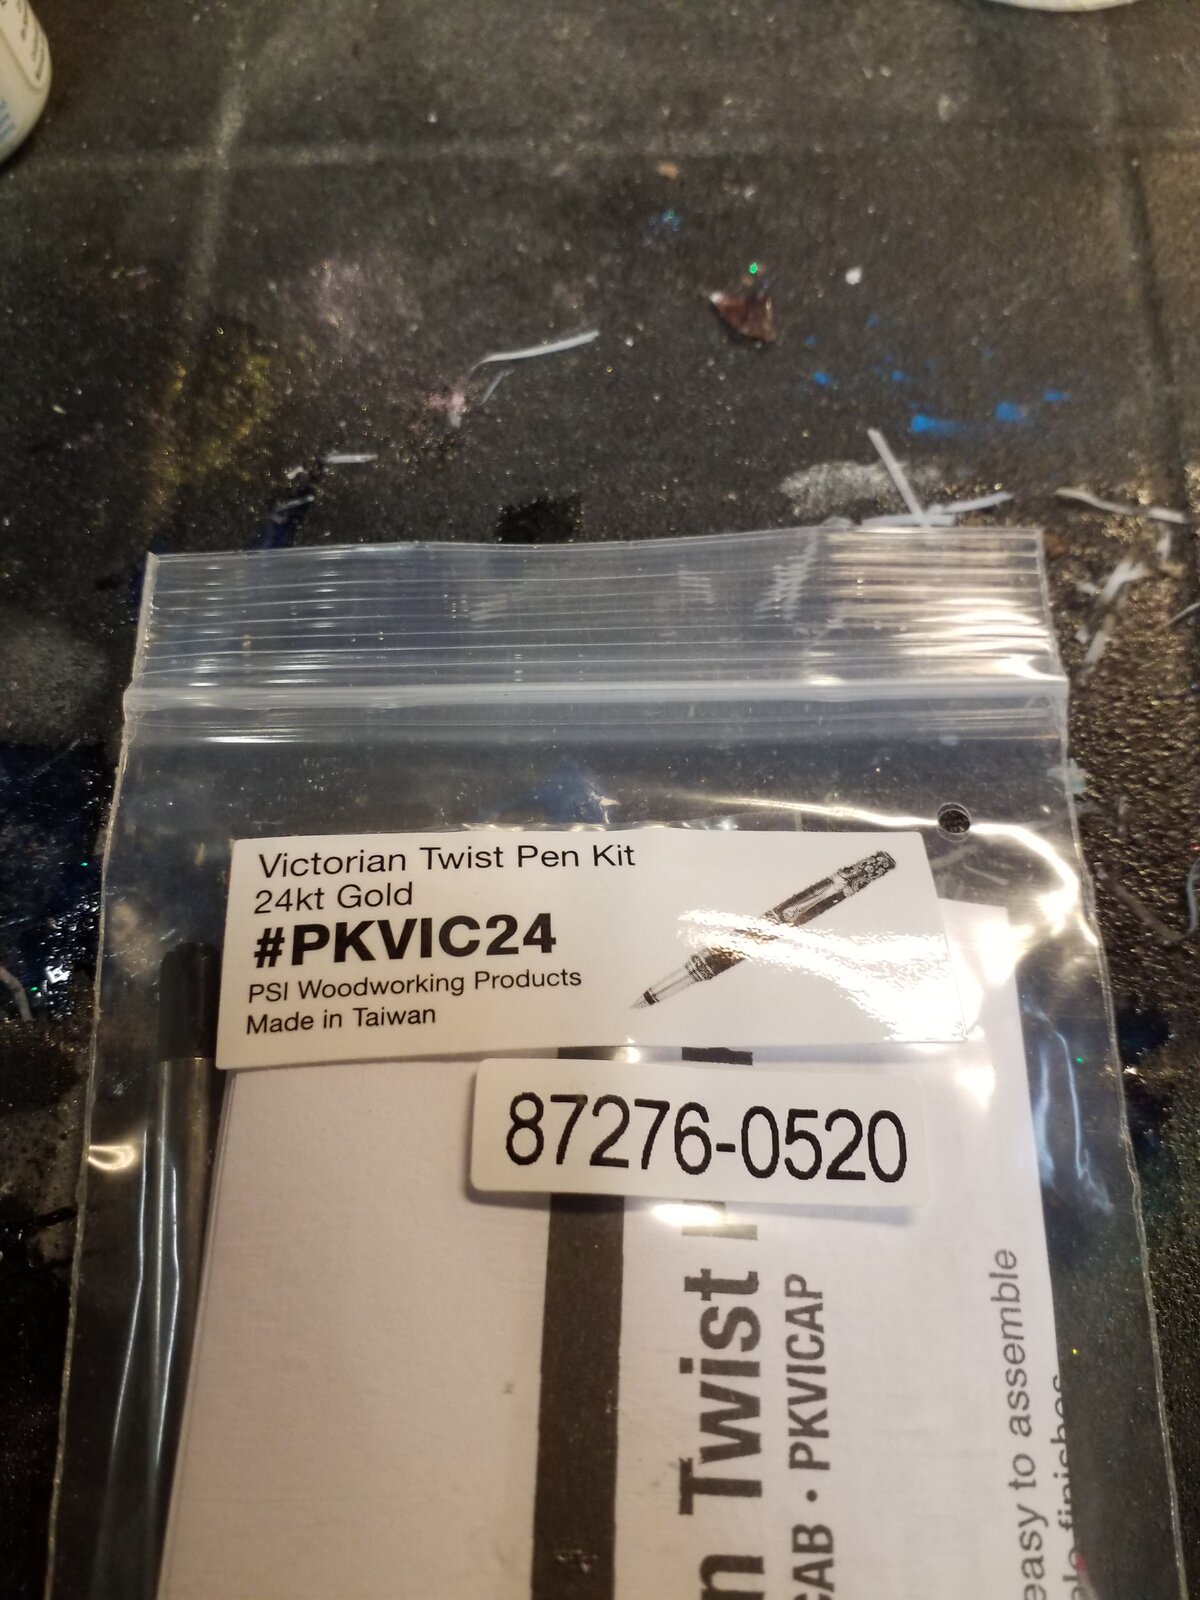 Victorian Twist Pen Kit
24kt Gold
#PKVIC24
PSI Woodworking Products
Made in Taiwan
87276-0520
Twist
CAB • PKVICAP
easy to assemble
finishes